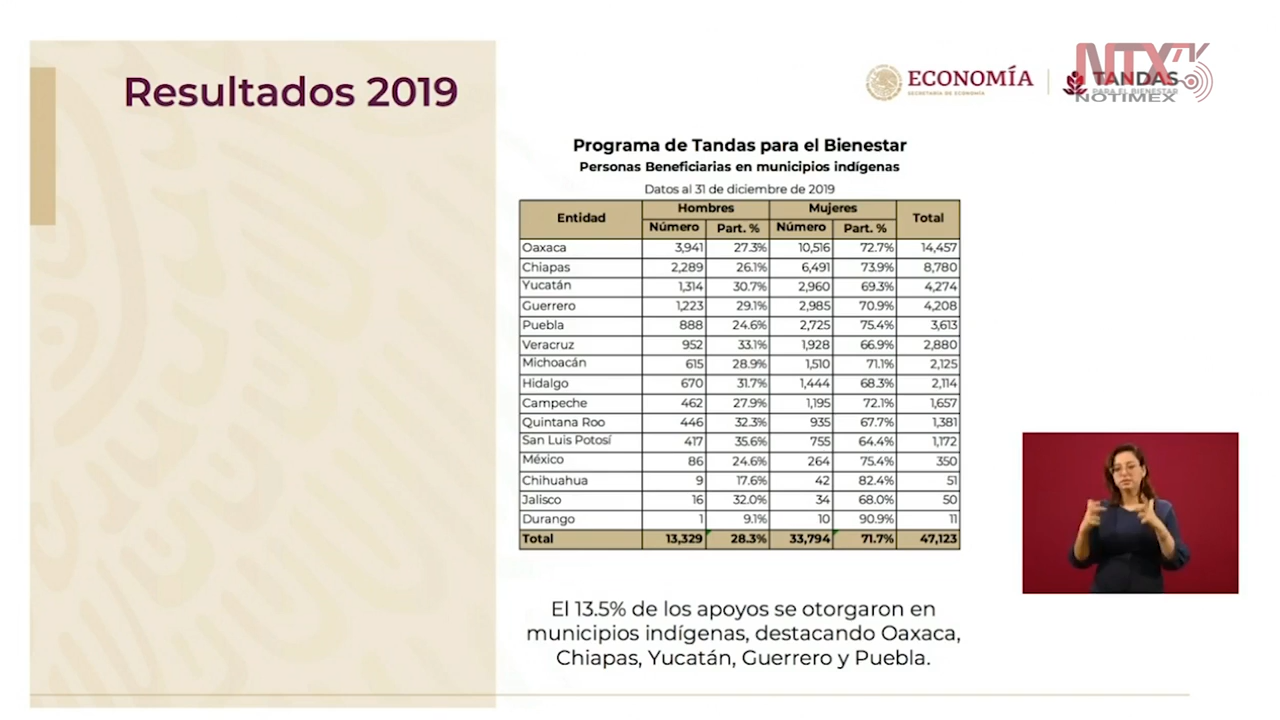 Resultados 2019
ECONOMÍA
SECRETARÍA DE ECONOMÍA
TANDAS
PARA EL BIENESTAR
NTX
NOTIMEX
Programa de Tandas para el Bienestar
Personas Beneficiarias en municipios indígenas
Datos al 31 de diciembre de 2019
Entidad Hombres Mujeres Total
Número Part. % Número Part. %
Oaxaca 3,941 27.3% 10,516 72.7% 14,457
Chiapas 2,289 26.1% 6,491 73.9% 8,780
Yucatán 1,314 30.7% 2,960 69.3% 4,274
Guerrero 1,223 29.1% 2,985 70.9% 4,208
Puebla 888 24.6% 2,725 75.4% 3,613
Veracruz 952 33.1% 1,928 66.9% 2,880
Michoacán 615 28.9% 1,510 71.1% 2,125
Hidalgo 670 31.7% 1,444 68.3% 2,114
Campeche 462 27.9% 1,195 72.1% 1,657
Quintana Roo 446 32.3% 935 67.7% 1,381
San Luis Potosí 417 35.6% 755 64.4% 1,172
México 86 24.6% 264 75.4% 350
Chihuahua 9 17.6% 42 82.4% 51
Jalisco 16 32.0% 34 68.0% 50
Durango 1 9.1% 10 90.9% 11
Total 13,329 28.3% 33,794 71.7% 47,123
El 13.5% de los apoyos se otorgaron en
municipios indígenas, destacando Oaxaca,
Chiapas, Yucatán, Guerrero y Puebla.